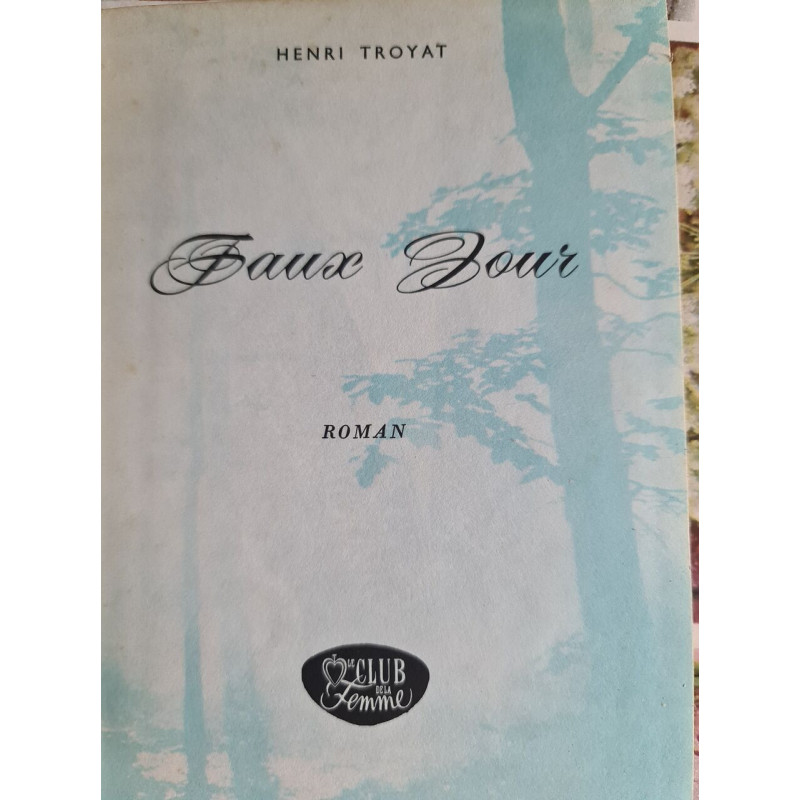 HENRI TROYAT
Faux Jour
ROMAN
LE CLUB
DE LA
Femme